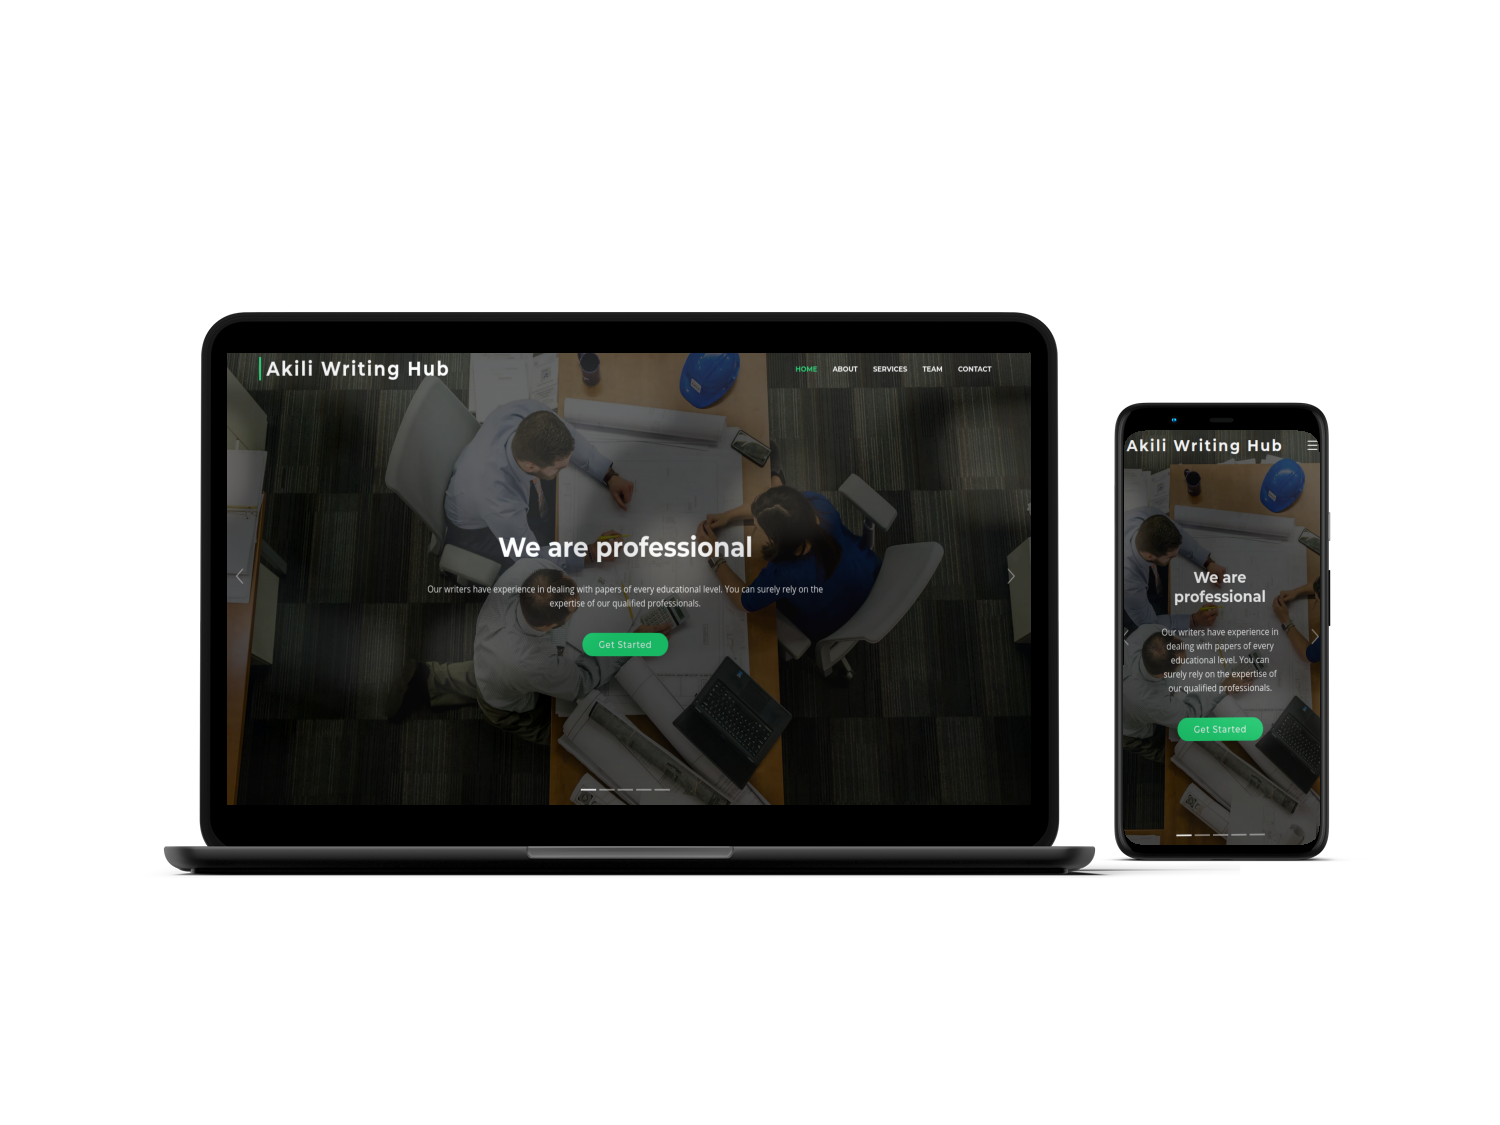 Akili Writing Hub
HOME ABOUT SERVICES TEAM CONTACT
We are professional
Our writers have experience in dealing with papers of every educational level. You can surely rely on the
expertise of our qualified professionals.
Get Started
Akili Writing Hub
We are
professional
Our writers have experience in
dealing with papers of every
educational level. You can
surely rely on the expertise of
our qualified professionals.
Get Started